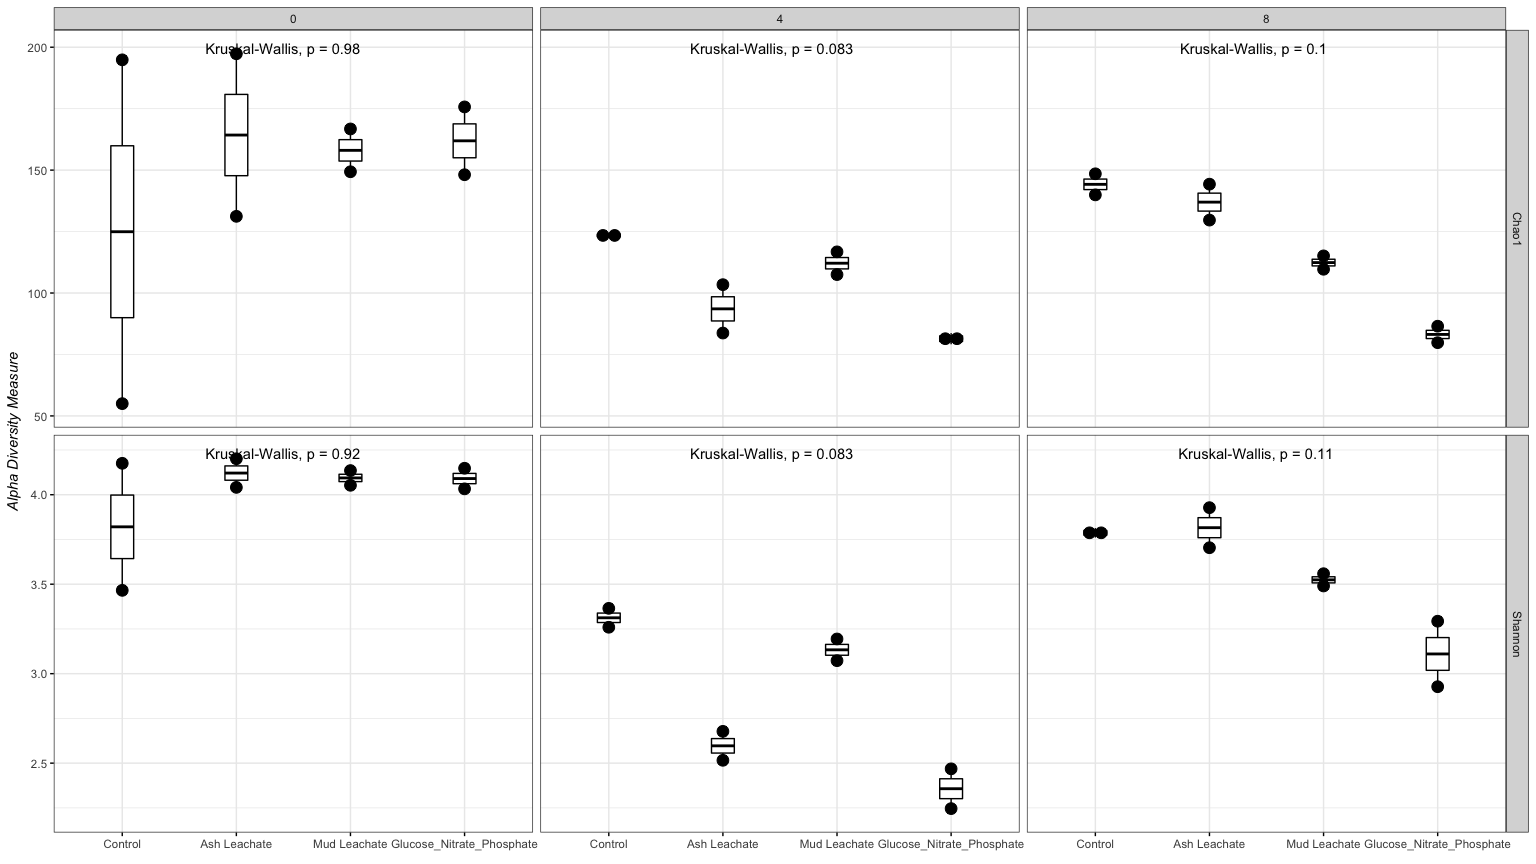 0 4 8
Kruskal-Wallis, p = 0.98 Kruskal-Wallis, p = 0.083 Kruskal-Wallis, p = 0.1
200
150
100
50
Chao1
Alpha Diversity Measure
Kruskal-Wallis, p = 0.92 Kruskal-Wallis, p = 0.083 Kruskal-Wallis, p = 0.11
4.0
3.5
3.0
2.5
Shannon
Control Ash Leachate Mud Leachate Glucose_Nitrate_Phosphate Control Ash Leachate Mud Leachate Glucose_Nitrate_Phosphate Control Ash Leachate Mud Leachate Glucose_Nitrate_Phosphate